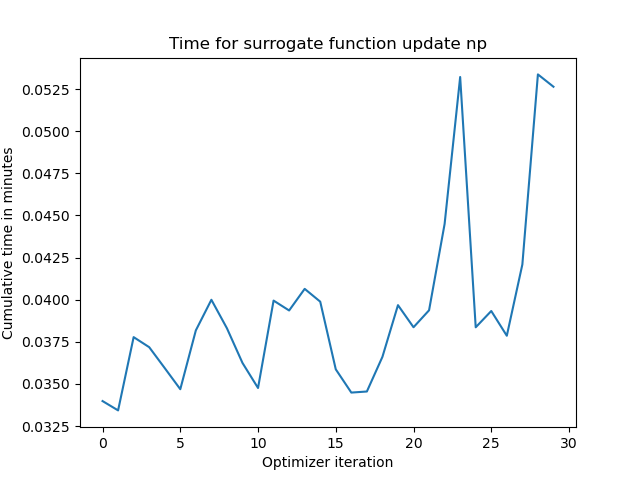 Time for surrogate function update np
Cumulative time in minutes
0.0525
0.0500
0.0475
0.0450
0.0425
0.0400
0.0375
0.0350
0.0325
0 5 10 15 20 25 30
Optimizer iteration